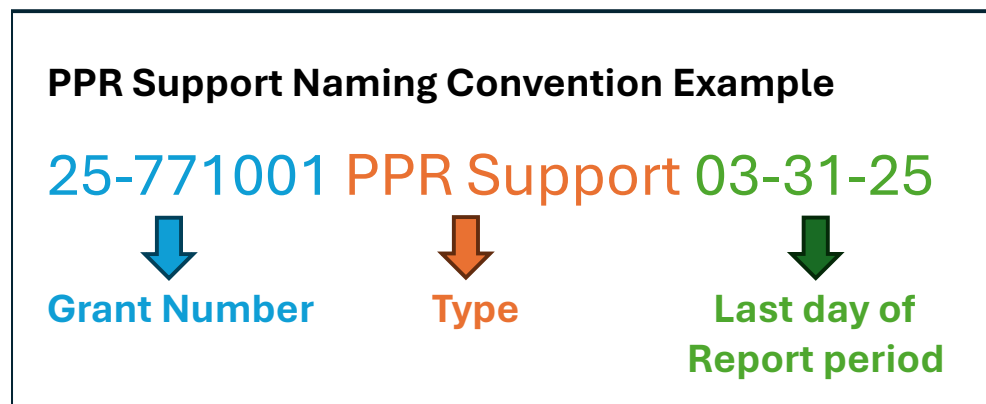 PPR Support Naming Convention Example
25-771001 PPR Support 03-31-25
Grant Number
Type
Last day of
Report period